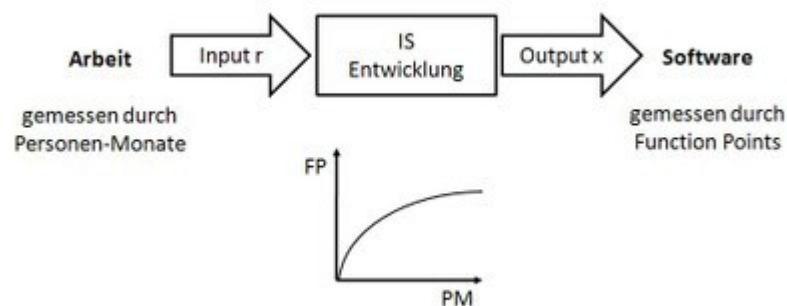 Arbeit
Input r
IS
Entwicklung
Output x
Software
gemessen durch
Personen-Monate
gemessen durch
Function Points
FP
PM